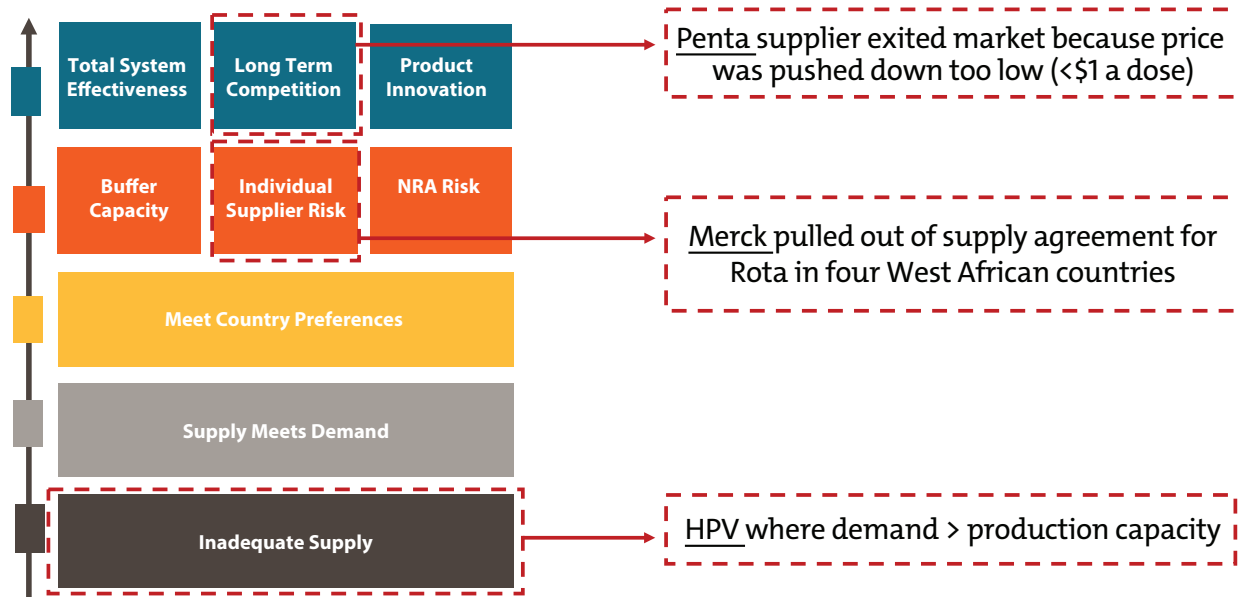 Total System
Effectiveness
Long Term
Competition
Product
Innovation
Penta supplier exited market because price
was pushed down too low (<$1 a dose)
Buffer
Capacity
Individual
Supplier Risk
NRA Risk
Merck pulled out of supply agreement for
Rota in four West African countries
Meet Country Preferences
Supply Meets Demand
Inadequate Supply
HPV where demand > production capacity